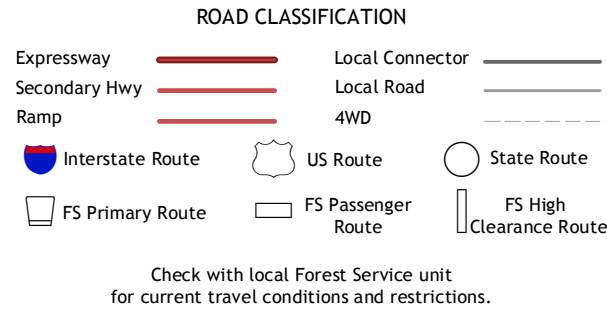 ROAD CLASSIFICATION
Expressway
Local Connector
Secondary Hwy
Local Road
Ramp
4WD
Interstate Route
US Route
State Route
FS Primary Route
FS Passenger
Route
FS High
Clearance Route
Check with local Forest Service unit
for current travel conditions and restrictions.